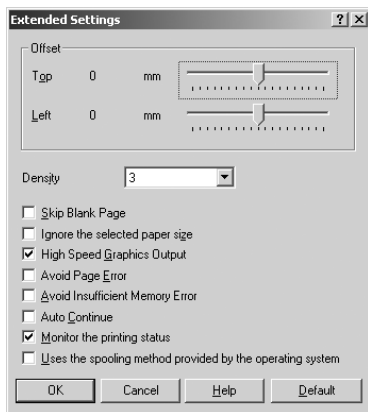 Extended Settings
Offset
Top 0 mm
Left 0 mm
Density 3
Skip Blank Page
Ignore the selected paper size
High Speed Graphics Output
Avoid Page Error
Avoid Insufficient Memory Error
Auto Continue
Monitor the printing status
Uses the spooling method provided by the operating system
OK Cancel Help Default